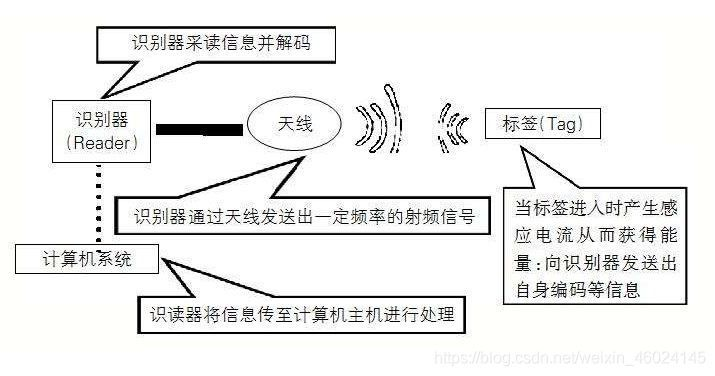 识别器采读信息并解码
识别器
(Reader)
天线
标签(Tag)
识别器通过天线发送出一定频率的射频信号
当标签进入时产生感
应电流从而获得能
量:向识别器发送出
自身编码等信息
计算机系统
识读器将信息传至计算机主机进行处理
https://blog.csdn.net/weixin_46024145